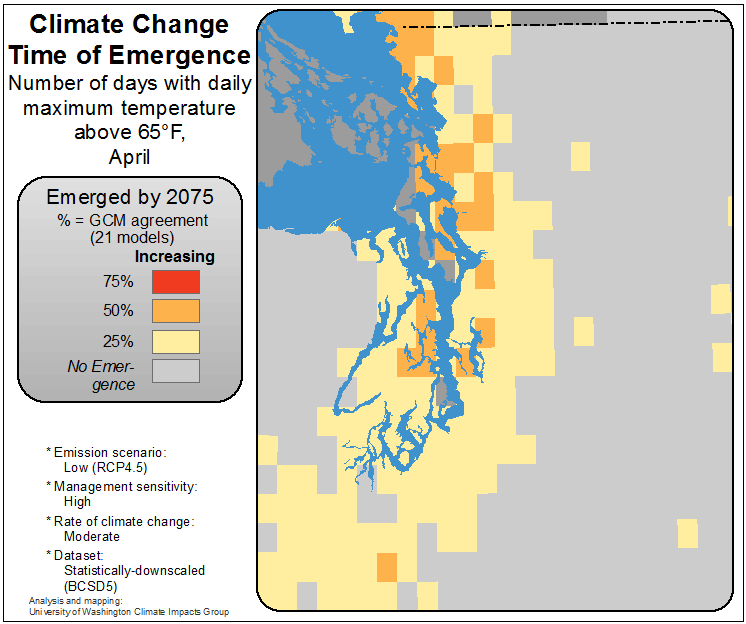 Climate Change
Time of Emergence
Number of days with daily
maximum temperature
above 65°F,
April
Emerged by 2075
% = GCM agreement
(21 models)
Increasing
75%
50%
25%
No Emer-
gence
* Emission scenario:
Low (RCP4.5)
* Management sensitivity:
High
* Rate of climate change:
Moderate
* Dataset:
Statistically-downscaled
(BCSD5)
Analysis and mapping:
University of Washington Climate Impacts Group